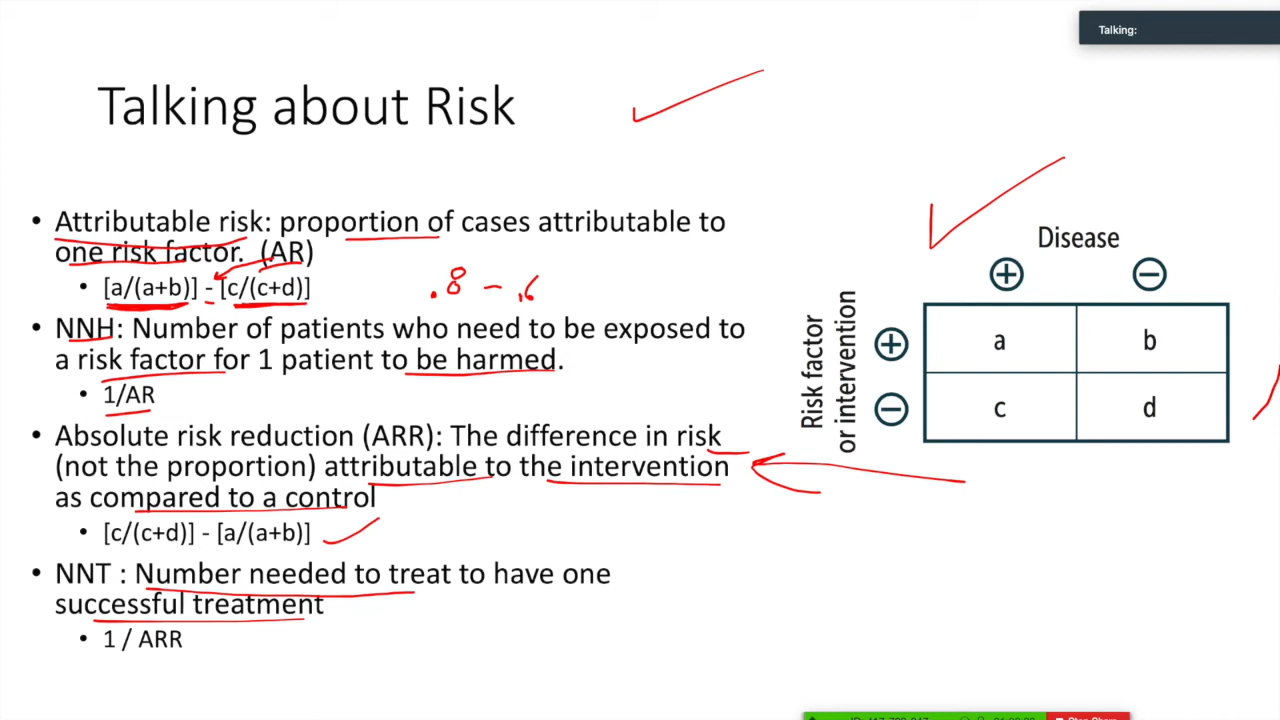 Talking:
Talking about Risk
• Attributable risk: proportion of cases attributable to
one risk factor. (AR)
• [a/(a+b)] - [c/(c+d)]
.8 - .6
• NNH: Number of patients who need to be exposed to
a risk factor for 1 patient to be harmed.
• 1/AR
• Absolute risk reduction (ARR): The difference in risk
(not the proportion) attributable to the intervention
as compared to a control
• [c/(c+d)] - [a/(a+b)]
• NNT : Number needed to treat to have one
successful treatment
• 1 / ARR
Disease
+ −
Risk factor
or intervention
+ a b
− c d